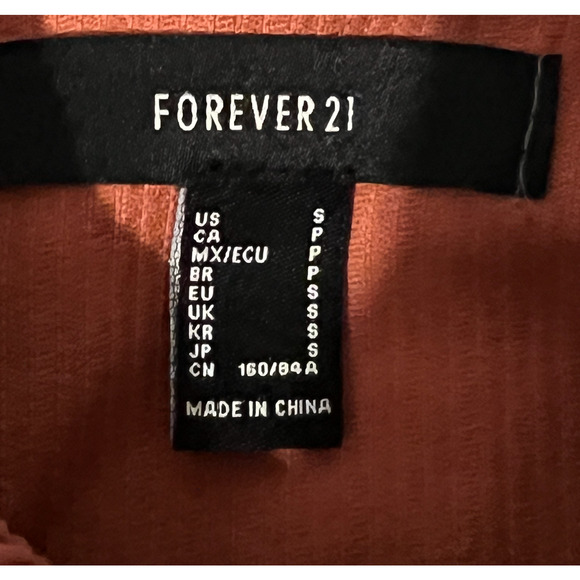 FOREVER 21
US S
CA P
MX/ECU P
BR P
EU S
UK S
KR S
JP S
CN 160/84A
MADE IN CHINA